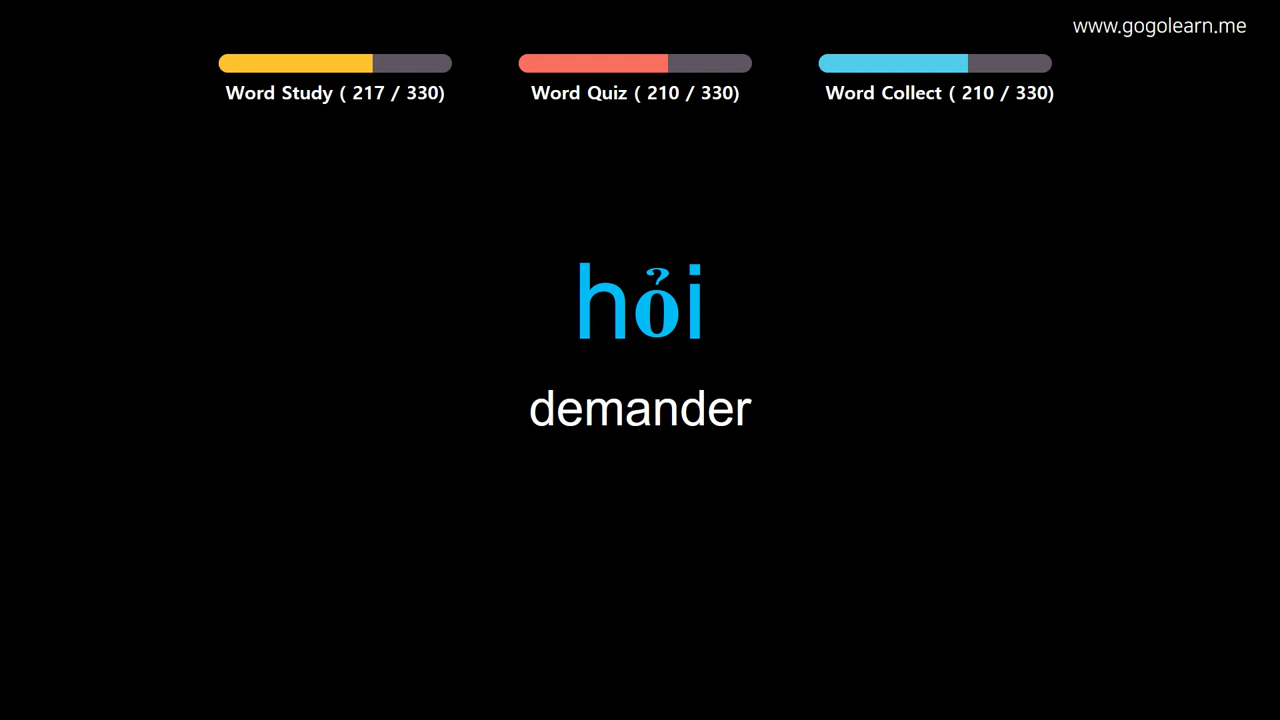 www.gogolearn.me
Word Study ( 217 / 330)
Word Quiz ( 210 / 330)
Word Collect ( 210 / 330)
hỏi
demander